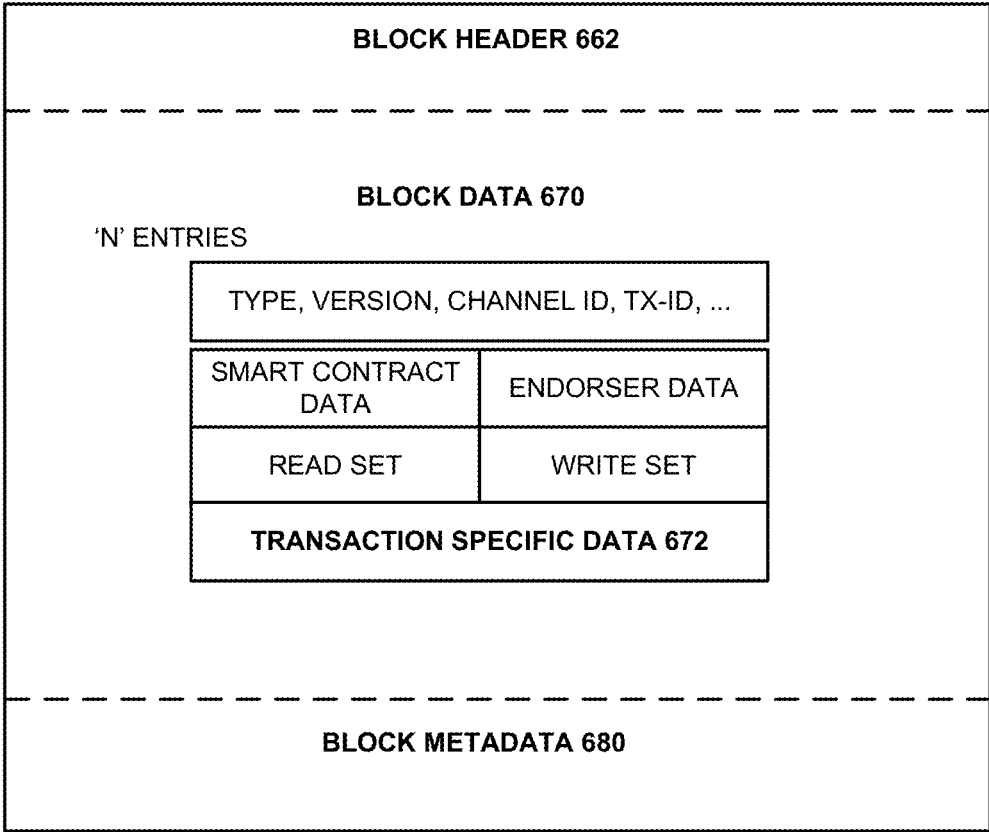 BLOCK HEADER 662
BLOCK DATA 670
‘N’ ENTRIES
TYPE, VERSION, CHANNEL ID, TX-ID, ...
SMART CONTRACT
DATA
ENDORSER DATA
READ SET
WRITE SET
TRANSACTION SPECIFIC DATA 672
BLOCK METADATA 680